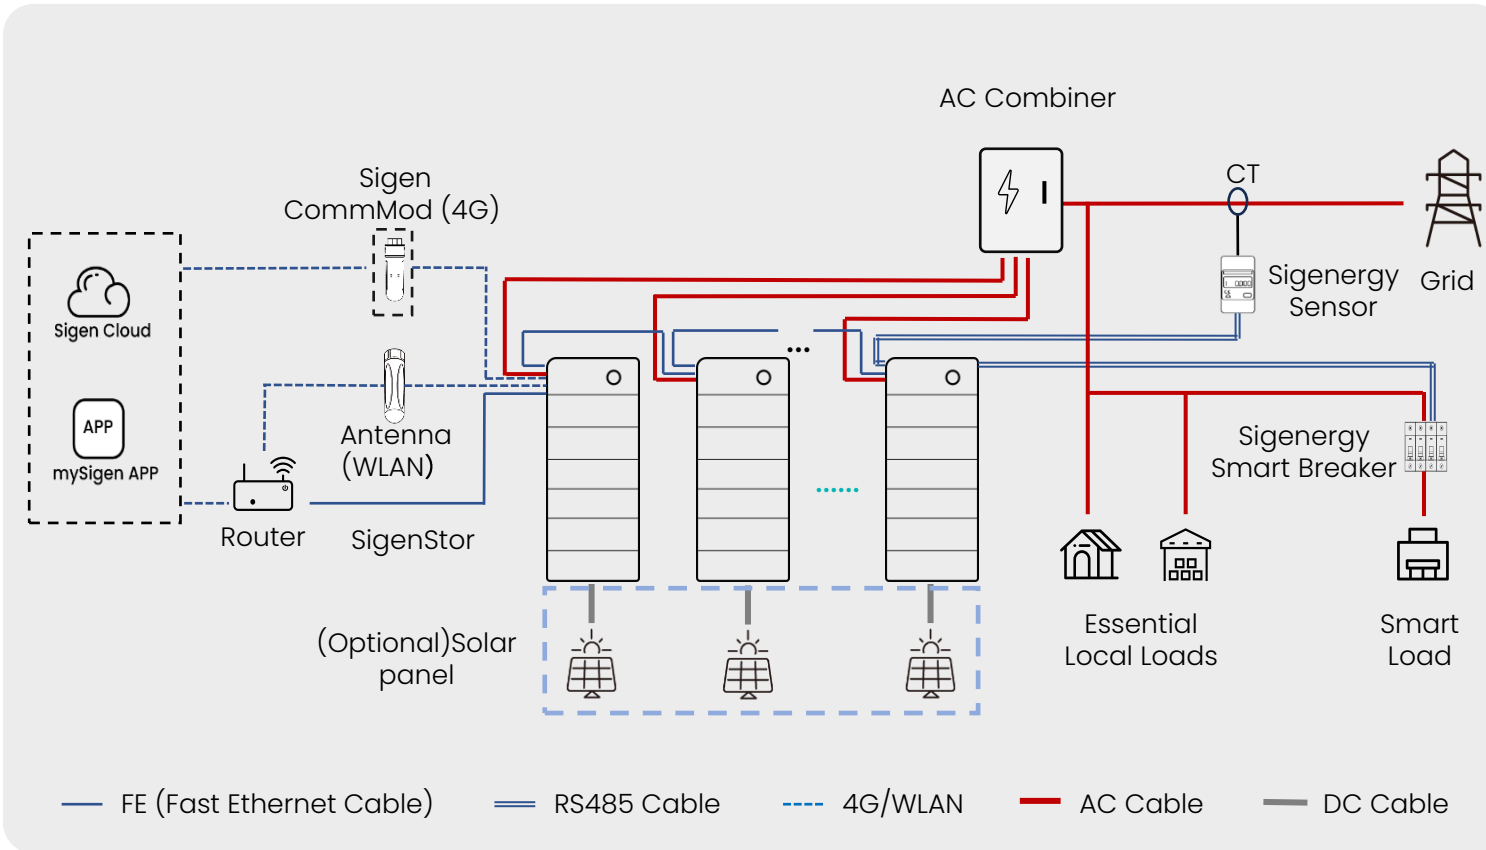 AC Combiner
Sigen
CommMod (4G)
CT
Sigenergy
Sensor
Grid
Sigen Cloud
APP
mySigen APP
Antenna
(WLAN)
Router
SigenStor
Sigenergy
Smart Breaker
(Optional)Solar
panel
Essential
Local Loads
Smart
Load
FE (Fast Ethernet Cable)
RS485 Cable
4G/WLAN
AC Cable
DC Cable